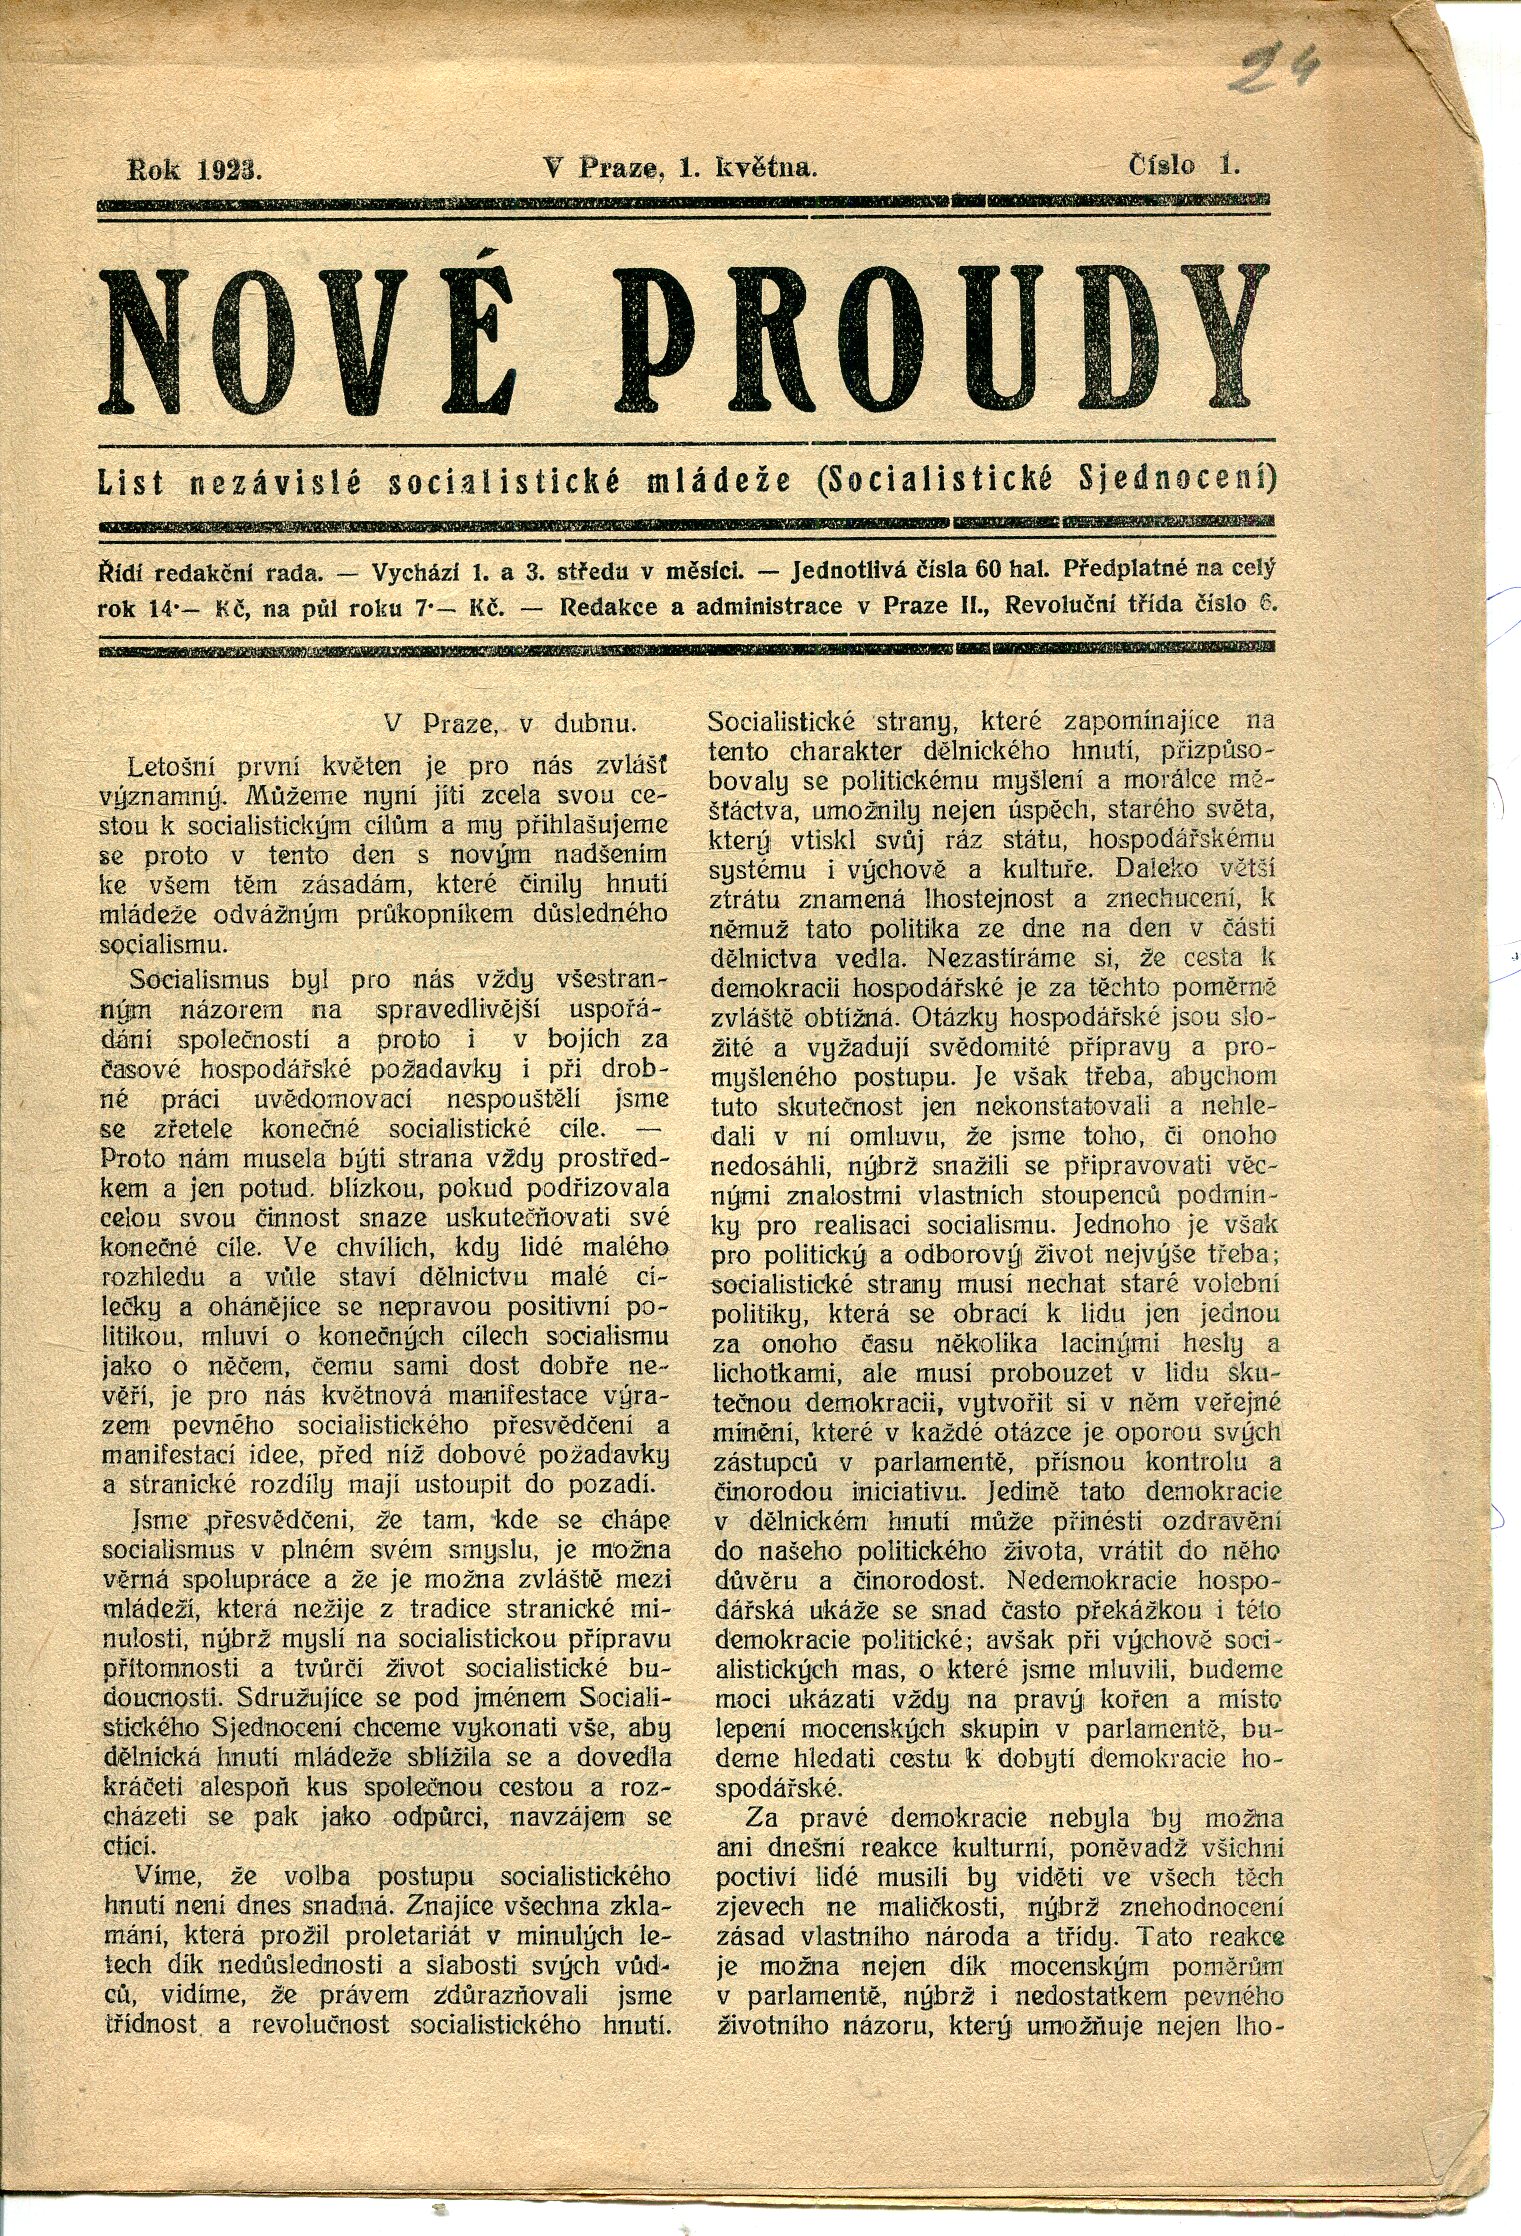 24
Rok 1923.
V Praze, 1. května.
Číslo 1.
NOVÉ PROUDY
List nezávislé socialistické mládeže (Socialistické Sjednocení)
Řídí redakční rada. — Vychází 1. a 3. středu v měsíci. — Jednotlivá čísla 60 hal. Předplatné na celý
rok 14·— Kč, na půl roku 7·— Kč. — Redakce a administrace v Praze II., Revoluční třída číslo 6.
V Praze, v dubnu.
Letošní první květen je pro nás zvlášť
významný. Můžeme nyní jíti zcela svou ce-
stou k socialistickým cílům a my přihlašujeme
se proto v tento den s novým nadšením
ke všem těm zásadám, které činily hnutí
mládeže odvážným průkopníkem důsledného
socialismu.
Socialismus byl pro nás vždy všestran-
ným názorem na spravedlivější uspořá-
dání společnosti a proto i v bojích za
časové hospodářské požadavky i při drob-
né práci uvědomovací nespouštěli jsme
se zřetele konečné socialistické cíle. —
Proto nám musela býti strana vždy prostřed-
kem a jen potud. blízkou, pokud podřizovala
celou svou činnost snaze uskutečňovati své
konečné cíle. Ve chvílích, kdy lidé malého
rozhledu a vůle staví dělnictvu malé cí-
lečky a ohánějíce se nepravou positivní po-
litikou, mluví o konečných cílech socialismu
jako o něčem, čemu sami dost dobře ne-
věří, je pro nás květnová manifestace výra-
zem pevného socialistického přesvědčení a
manifestací idee, před níž dobové požadavky
a stranické rozdíly mají ustoupit do pozadí.
Jsme přesvědčeni, že tam, kde se chápe
socialismus v plném svém smyslu, je možna
věrná spolupráce a že je možna zvláště mezi
mládeží, která nežije z tradice stranické mi-
nulosti, nýbrž myslí na socialistickou přípravu
přítomnosti a tvůrčí život socialistické bu-
doucnosti. Sdružujíce se pod jménem Sociali-
stického Sjednocení chceme vykonati vše, aby
dělnická hnutí mládeže sblížila se a dovedla
kráčeti alespoň kus společnou cestou a roz-
cházeti se pak jako odpůrci, navzájem se
ctící.
Víme, že volba postupu socialistického
hnutí není dnes snadná. Znajíce všechna zkla-
mání, která prožil proletariát v minulých le-
tech dík nedůslednosti a slabosti svých vůd-
ců, vidíme, že právem zdůrazňovali jsme
třídnost a revolučnost socialistického hnutí.
Socialistické strany, které zapomínajíce na
tento charakter dělnického hnutí, přizpůso-
bovaly se politickému myšlení a morálce mě-
šťáctva, umožnily nejen úspěch, starého světa,
který vtiskl svůj ráz státu, hospodářskému
systému i výchově a kultuře. Daleko větší
ztrátu znamená lhostejnost a znechucení, k
němuž tato politika ze dne na den v části
dělnictva vedla. Nezastíráme si, že cesta k
demokracii hospodářské je za těchto poměrně
zvláště obtížná. Otázky hospodářské jsou slo-
žité a vyžadují svědomité přípravy a pro-
myšleného postupu. Je však třeba, abychom
tuto skutečnost jen nekonstatovali a nehle-
dali v ní omluvu, že jsme toho, či onoho
nedosáhli, nýbrž snažili se připravovati věc-
nými znalostmi vlastních stoupenců podmín-
ky pro realisaci socialismu. Jednoho je však
pro politický a odborový život nejvýše třeba;
socialistické strany musí nechat staré volební
politiky, která se obrací k lidu jen jednou
za onoho času několika lacinými hesly a
lichotkami, ale musí probouzet v lidu sku-
tečnou demokracii, vytvořit si v něm veřejné
mínění, které v každé otázce je oporou svých
zástupců v parlamentě, přísnou kontrolu a
činorodou iniciativu. Jedině tato demokracie
v dělnickém hnutí může přinésti ozdravění
do našeho politického života, vrátit do něho
důvěru a činorodost. Nedemokracie hospo-
dářská ukáže se snad často překážkou i této
demokracie politické; avšak při výchově soci-
alistických mas, o které jsme mluvili, budeme
moci ukázati vždy na pravý kořen a místo
lepení mocenských skupin v parlamentě, bu-
deme hledati cestu k dobytí demokracie ho-
spodářské.
Za pravé demokracie nebyla by možna
ani dnešní reakce kulturní, poněvadž všichni
poctiví lidé musili by viděti ve všech těch
zjevech ne maličkosti, nýbrž znehodnocení
zásad vlastního národa a třídy. Tato reakce
je možna nejen dík mocenským poměrům
v parlamentě, nýbrž i nedostatkem pevného
životního názoru, který umožňuje nejen lho-